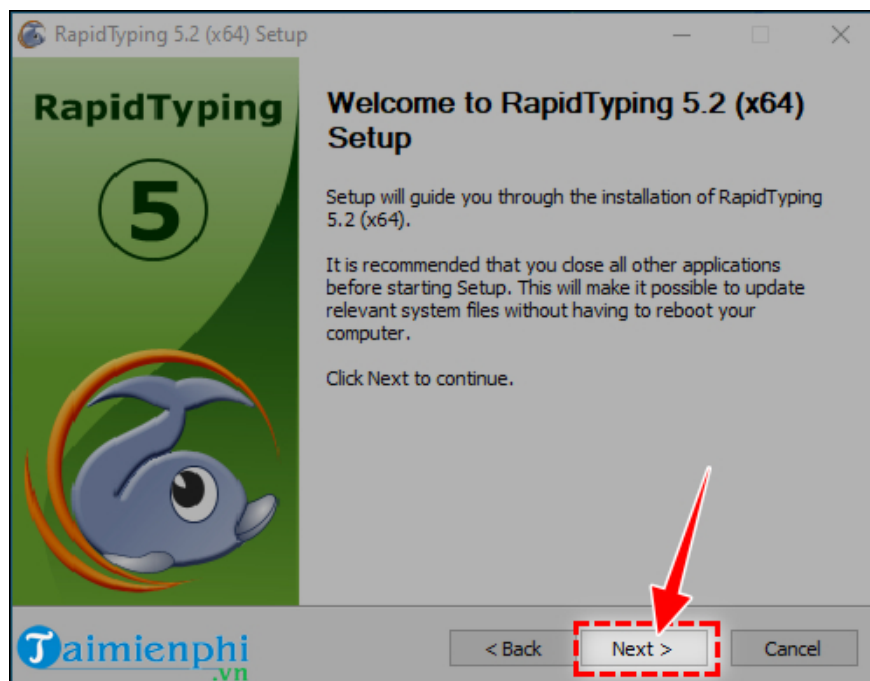 RapidTyping 5.2 (x64) Setup
RapidTyping
5
Welcome to RapidTyping 5.2 (x64)
Setup
Setup will guide you through the installation of RapidTyping
5.2 (x64).
It is recommended that you close all other applications
before starting Setup. This will make it possible to update
relevant system files without having to reboot your
computer.
Click Next to continue.
Taimienphi
.vn
< Back
Next >
Cancel